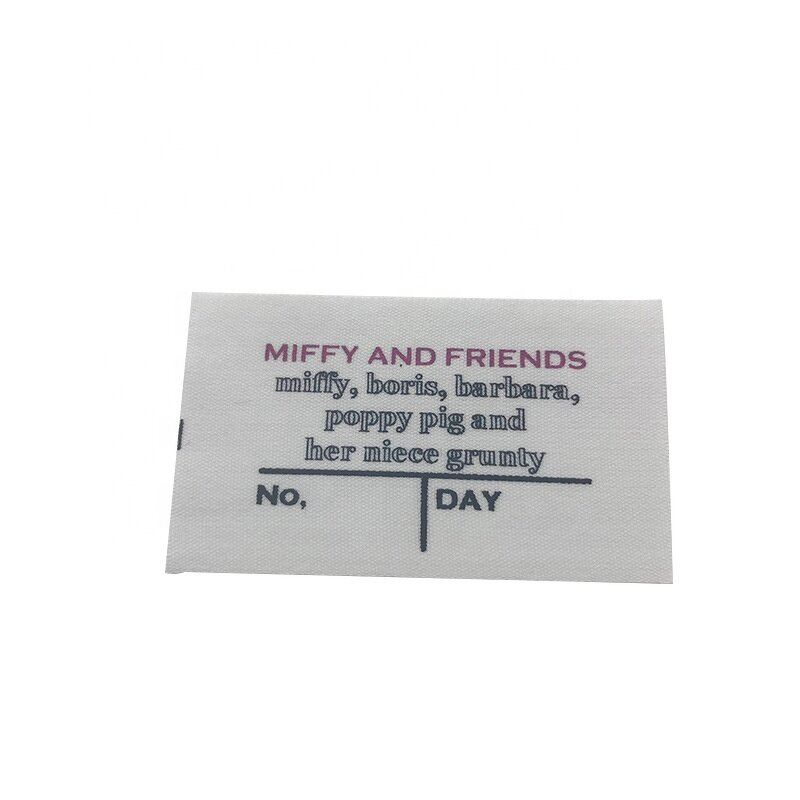 MIFFY AND FRIENDS
miffy, boris, barbara,
poppy pig and
her niece grunty
No, DAY